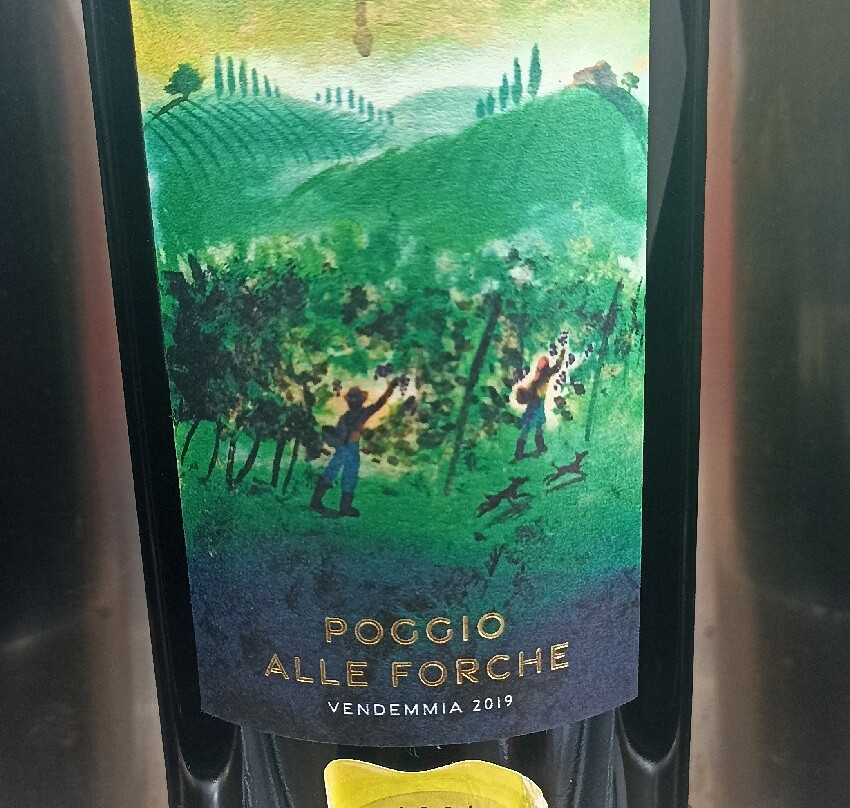 POGGIO
ALLE FORCHE
VENDEMMIA 2019